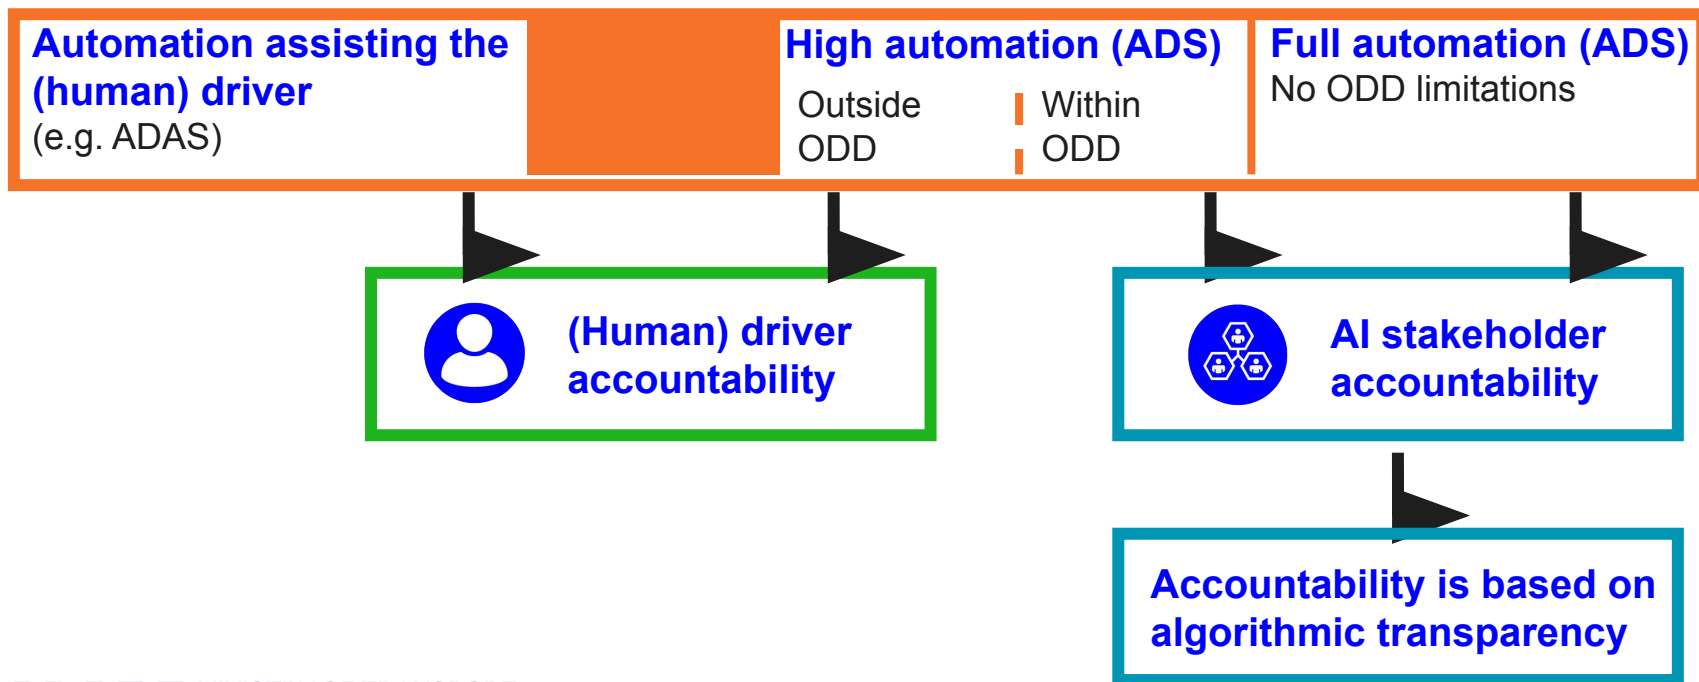 Automation assisting the
(human) driver
(e.g. ADAS)
High automation (ADS)
Outside
ODD
Within
ODD
Full automation (ADS)
No ODD limitations
(Human) driver
accountability
AI stakeholder
accountability
Accountability is based on
algorithmic transparency